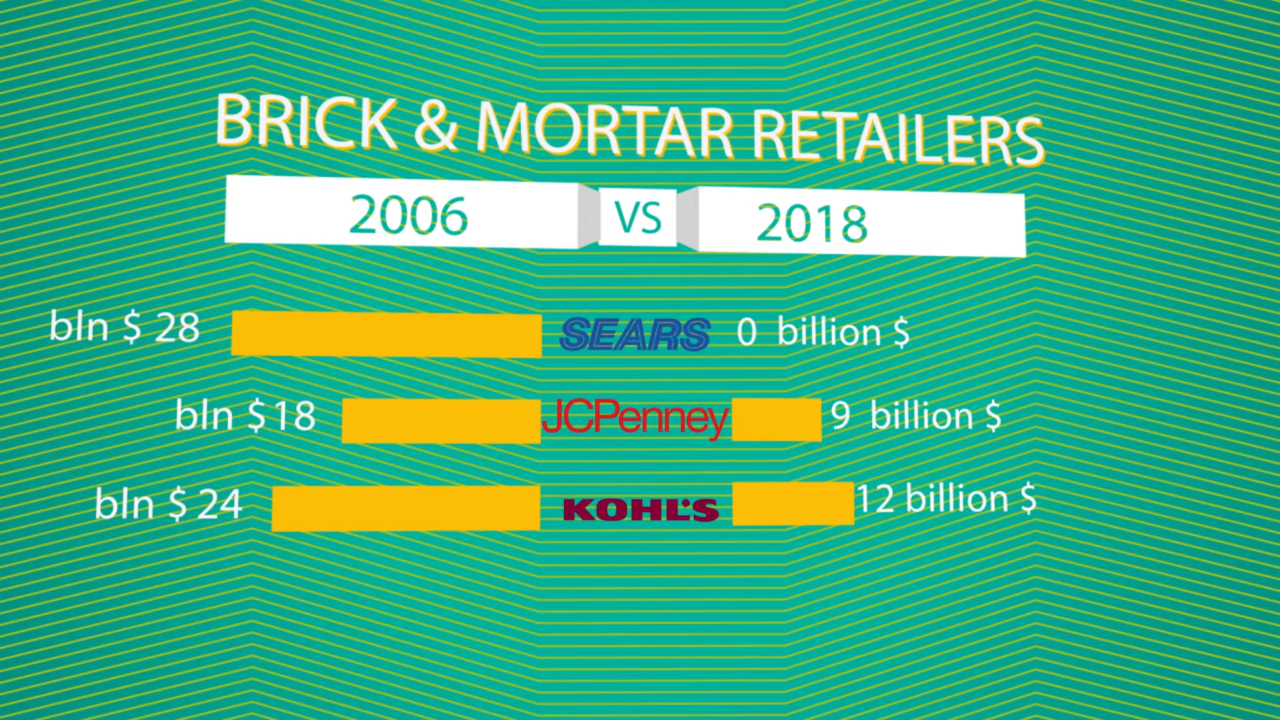 BRICK & MORTAR RETAILERS
2006 VS 2018
bln $ 28 SEARS 0 billion $
bln $ 18 JCPenney 9 billion $
bln $ 24 KOHL'S 12 billion $